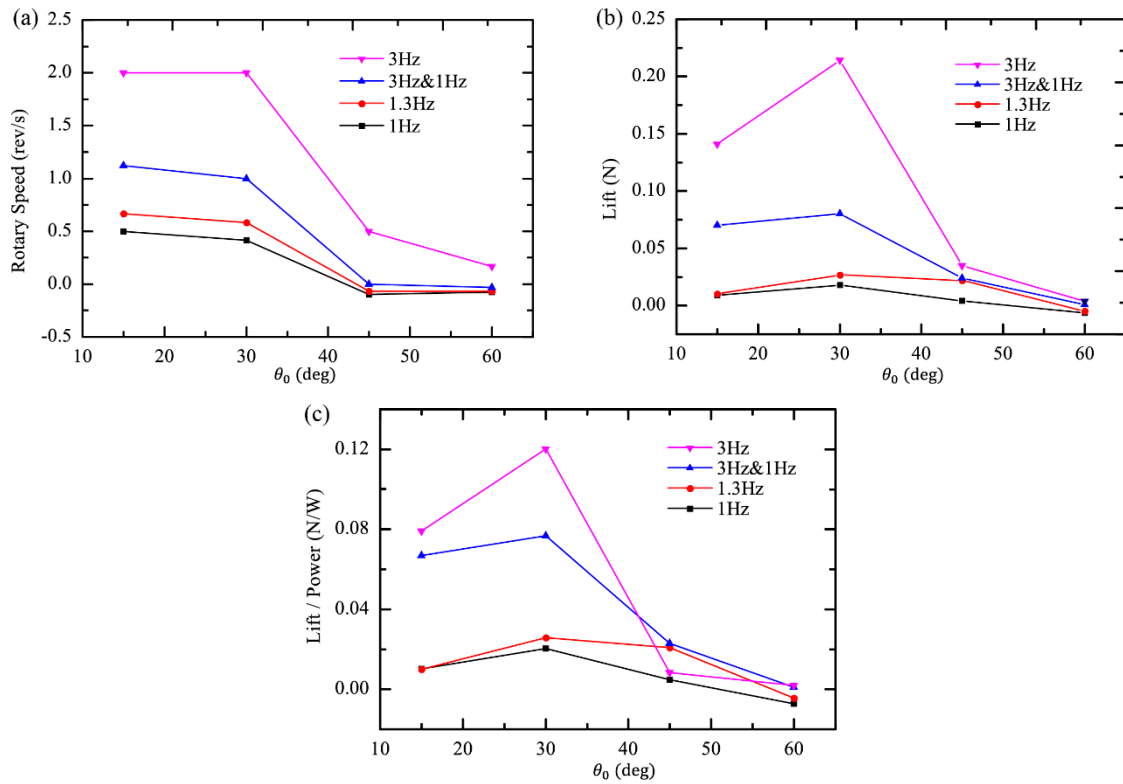 (a)
Rotary Speed (rev/s)
2.0
1.5
1.0
0.5
0.0
-0.5
3Hz
3Hz&1Hz
1.3Hz
1Hz
10 20 30 40 50 60
θ₀ (deg)
(b)
Lift (N)
0.25
0.20
0.15
0.10
0.05
0.00
3Hz
3Hz&1Hz
1.3Hz
1Hz
10 20 30 40 50 60
θ₀ (deg)
(c)
Lift / Power (N/W)
0.12
0.08
0.04
0.00
3Hz
3Hz&1Hz
1.3Hz
1Hz
10 20 30 40 50 60
θ₀ (deg)